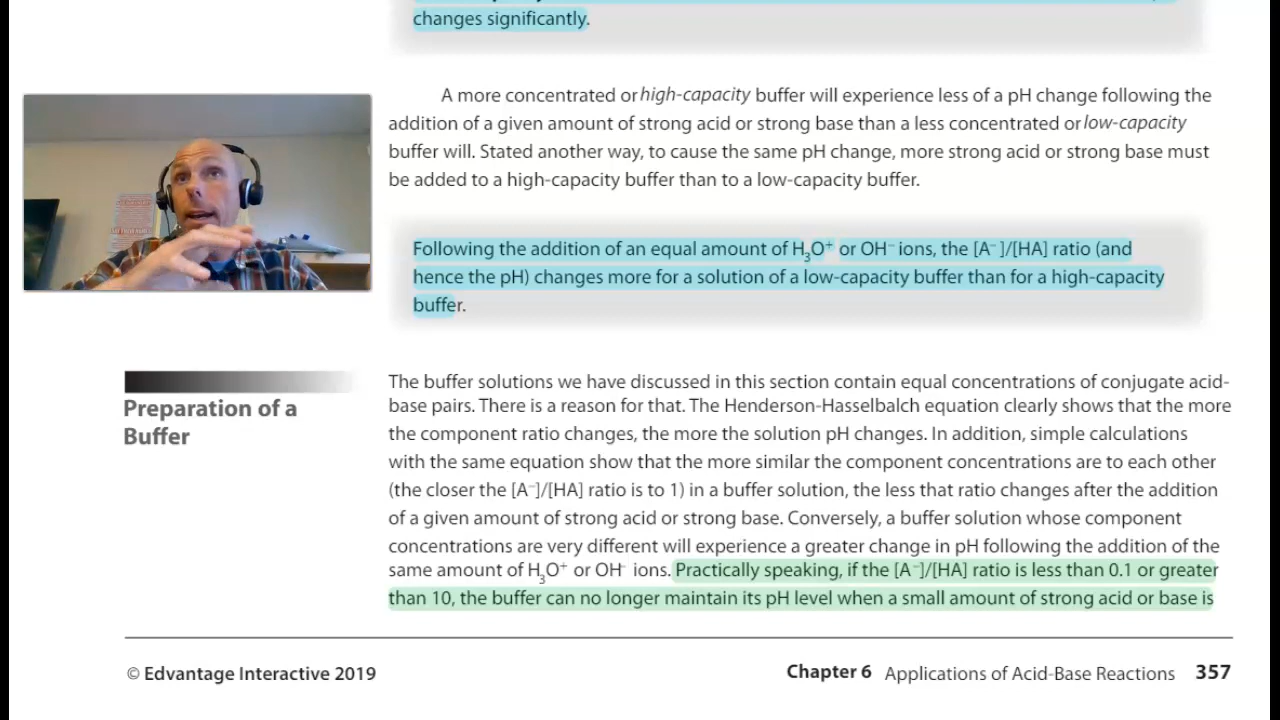 changes significantly.
A more concentrated or high-capacity buffer will experience less of a pH change following the
addition of a given amount of strong acid or strong base than a less concentrated or low-capacity
buffer will. Stated another way, to cause the same pH change, more strong acid or strong base must
be added to a high-capacity buffer than to a low-capacity buffer.
Following the addition of an equal amount of H₃O⁺ or OH⁻ ions, the [A⁻]/[HA] ratio (and
hence the pH) changes more for a solution of a low-capacity buffer than for a high-capacity
buffer.
Preparation of a
Buffer
The buffer solutions we have discussed in this section contain equal concentrations of conjugate acid-
base pairs. There is a reason for that. The Henderson-Hasselbalch equation clearly shows that the more
the component ratio changes, the more the solution pH changes. In addition, simple calculations
with the same equation show that the more similar the component concentrations are to each other
(the closer the [A⁻]/[HA] ratio is to 1) in a buffer solution, the less that ratio changes after the addition
of a given amount of strong acid or strong base. Conversely, a buffer solution whose component
concentrations are very different will experience a greater change in pH following the addition of the
same amount of H₃O⁺ or OH⁻ ions. Practically speaking, if the [A⁻]/[HA] ratio is less than 0.1 or greater
than 10, the buffer can no longer maintain its pH level when a small amount of strong acid or base is
© Edvantage Interactive 2019
Chapter 6 Applications of Acid-Base Reactions 357